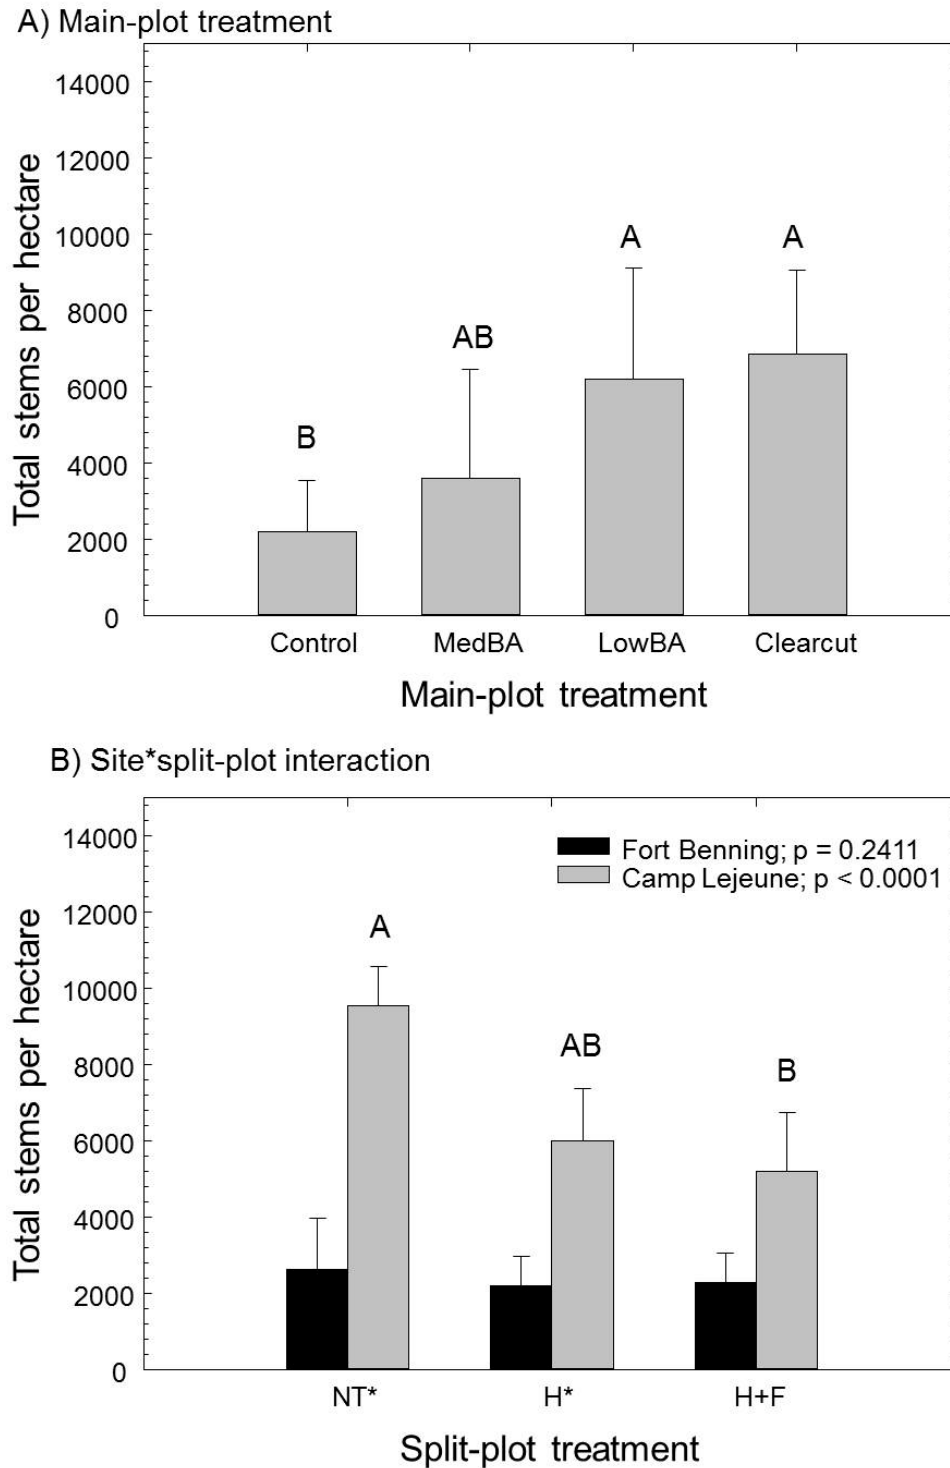 A) Main-plot treatment
Total stems per hectare
14000
12000
10000
8000
6000
4000
2000
0
B
AB
A
A
Control MedBA LowBA Clearcut
Main-plot treatment
B) Site*split-plot interaction
Total stems per hectare
14000
12000
10000
8000
6000
4000
2000
0
Fort Benning; p = 0.2411
Camp Lejeune; p < 0.0001
A
AB
B
NT* H* H+F
Split-plot treatment